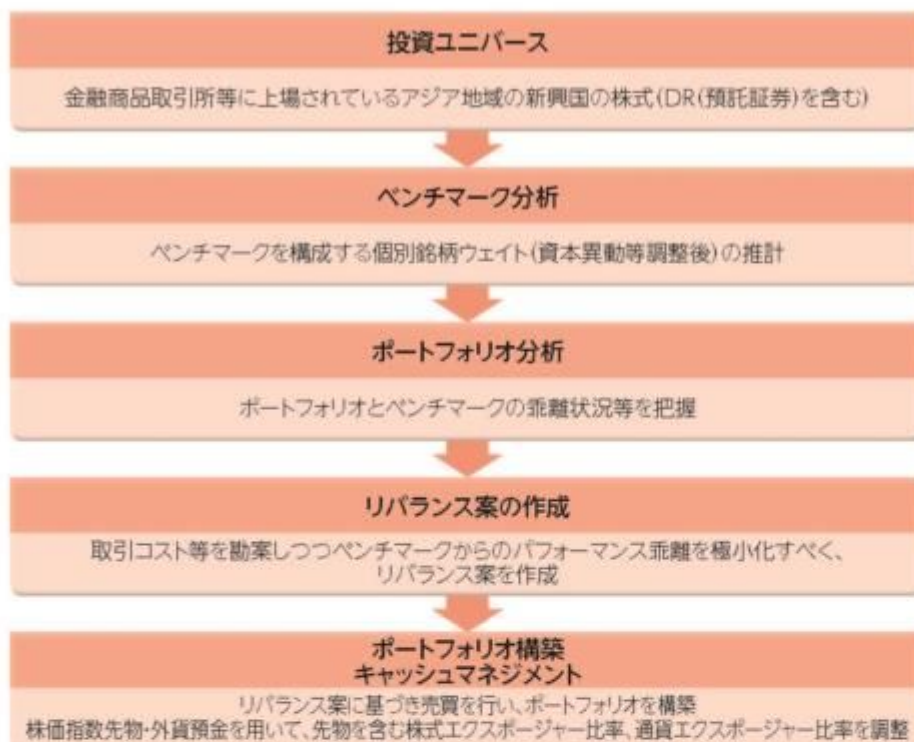 投資ユニバース
金融商品取引所等に上場されているアジア地域の新興国の株式(DR(預託証券)を含む)
ベンチマーク分析
ベンチマークを構成する個別銘柄ウェイト(資本異動等調整後)の推計
ポートフォリオ分析
ポートフォリオとベンチマークの乖離状況等を把握
リバランス案の作成
取引コスト等を勘案しつつベンチマークからのパフォーマンス乖離を極小化すべく、
リバランス案を作成
ポートフォリオ構築
キャッシュマネジメント
リバランス案に基づき売買を行い、ポートフォリオを構築
株価指数先物・外貨預金を用いて、先物を含む株式エクスポージャー比率、通貨エクスポージャー比率を調整